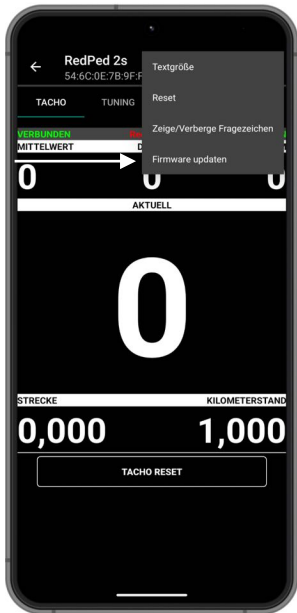 RedPed 2s
54:6C:0E:7B:9F:F
TACHO TUNING
Textgröße
Reset
Zeige/Verberge Fragezeichen
Firmware updaten
VERBUNDEN
MITTELWERT
0 0 0
AKTUELL
0
STRECKE KILOMETERSTAND
0,000 1,000
TACHO RESET